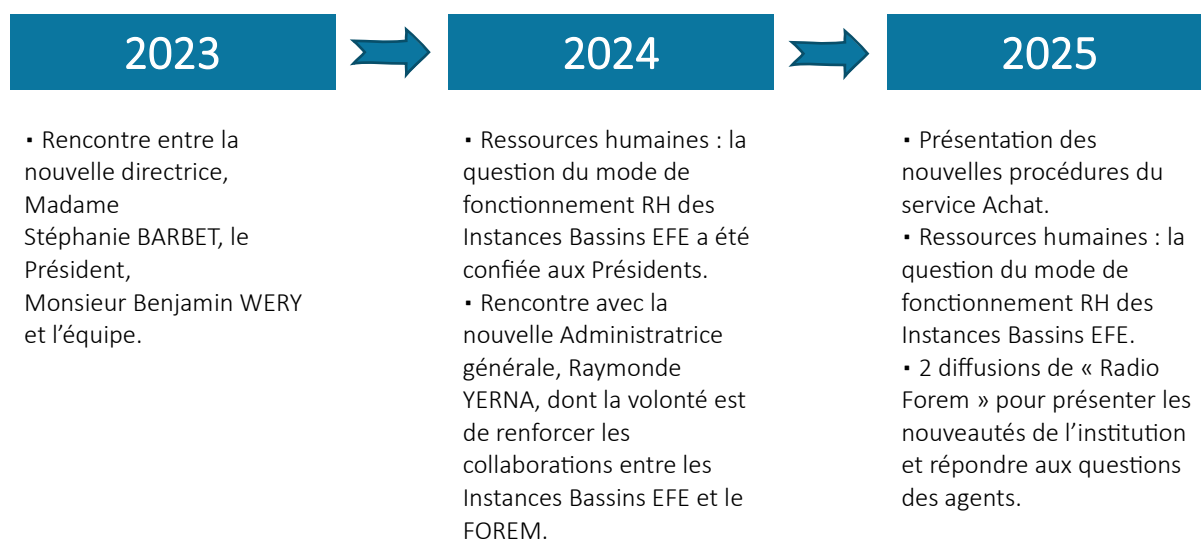 2023
▪ Rencontre entre la
nouvelle directrice,
Madame
Stéphanie BARBET, le
Président,
Monsieur Benjamin WERY
et l’équipe.
2024
▪ Ressources humaines : la
question du mode de
fonctionnement RH des
Instances Bassins EFE a été
confiée aux Présidents.
▪ Rencontre avec la
nouvelle Administratrice
générale, Raymonde
YERNA, dont la volonté est
de renforcer les
collaborations entre les
Instances Bassins EFE et le
FOREM.
2025
▪ Présentation des
nouvelles procédures du
service Achat.
▪ Ressources humaines : la
question du mode de
fonctionnement RH des
Instances Bassins EFE.
▪ 2 diffusions de « Radio
Forem » pour présenter les
nouveautés de l’institution
et répondre aux questions
des agents.